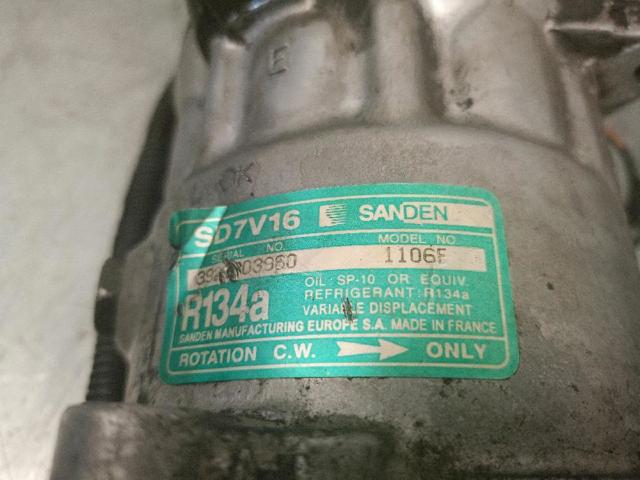 E
OK
SD7V16 SANDEN
SERIAL NO. MODEL NO.
1106F
OIL: SP-10 OR EQUIV.
R134a REFRIGERANT: R134a
VARIABLE DISPLACEMENT
SANDEN MANUFACTURING EUROPE S.A. MADE IN FRANCE
ROTATION C.W. ONLY